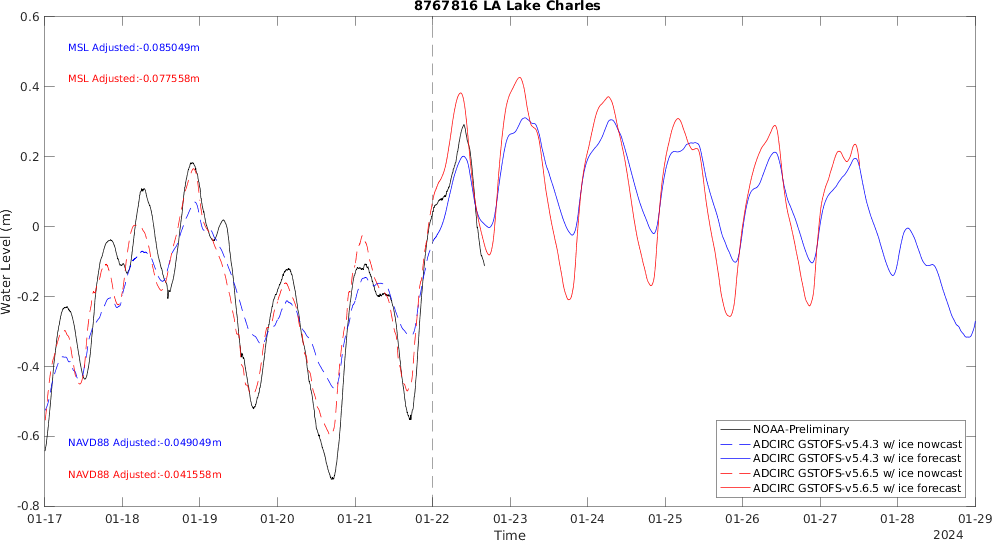 8767816 LA Lake Charles
0.6
0.4
0.2
0
-0.2
-0.4
-0.6
-0.8
Water Level (m)
MSL Adjusted:-0.085049m
MSL Adjusted:-0.077558m
NAVD88 Adjusted:-0.049049m
NAVD88 Adjusted:-0.041558m
NOAA-Preliminary
ADCIRC GSTOFS-v5.4.3 w/ ice nowcast
ADCIRC GSTOFS-v5.4.3 w/ ice forecast
ADCIRC GSTOFS-v5.6.5 w/ ice nowcast
ADCIRC GSTOFS-v5.6.5 w/ ice forecast
01-17 01-18 01-19 01-20 01-21 01-22 01-23 01-24 01-25 01-26 01-27 01-28 01-29
Time
2024